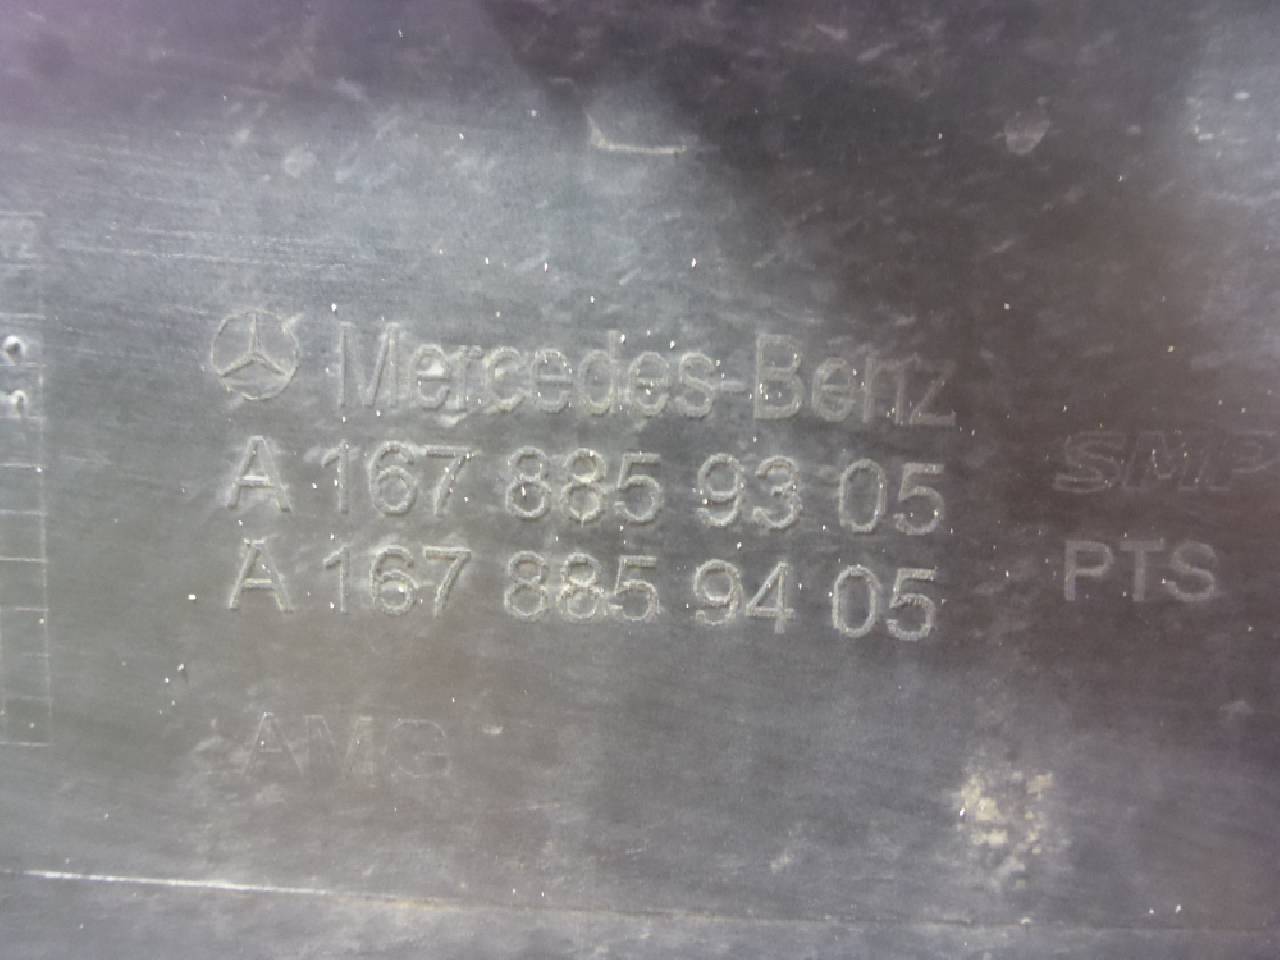 Mercedes-Benz
A 167 885 93 05
A 167 885 94 05
SMP
PTS
AMG